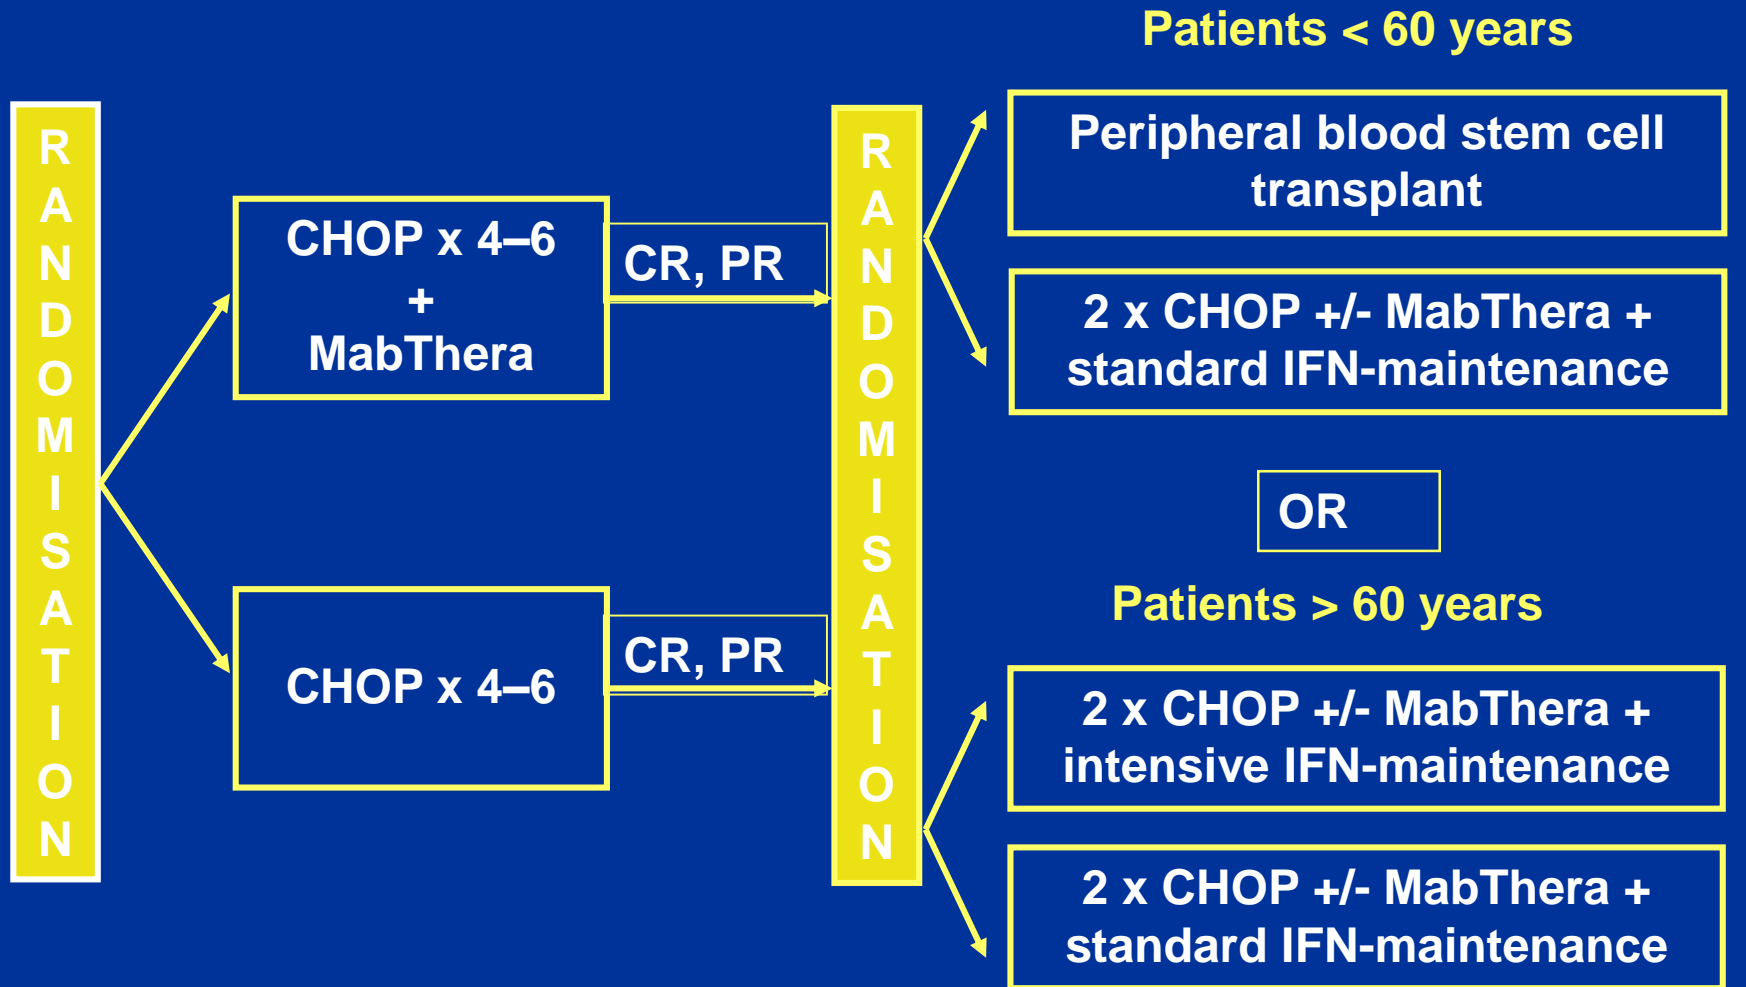 RANDOMISATION
CHOP x 4–6
+
MabThera
CR, PR
CHOP x 4–6
CR, PR
RANDOMISATION
Patients < 60 years
Peripheral blood stem cell
transplant
2 x CHOP +/- MabThera +
standard IFN-maintenance
OR
Patients > 60 years
2 x CHOP +/- MabThera +
intensive IFN-maintenance
2 x CHOP +/- MabThera +
standard IFN-maintenance